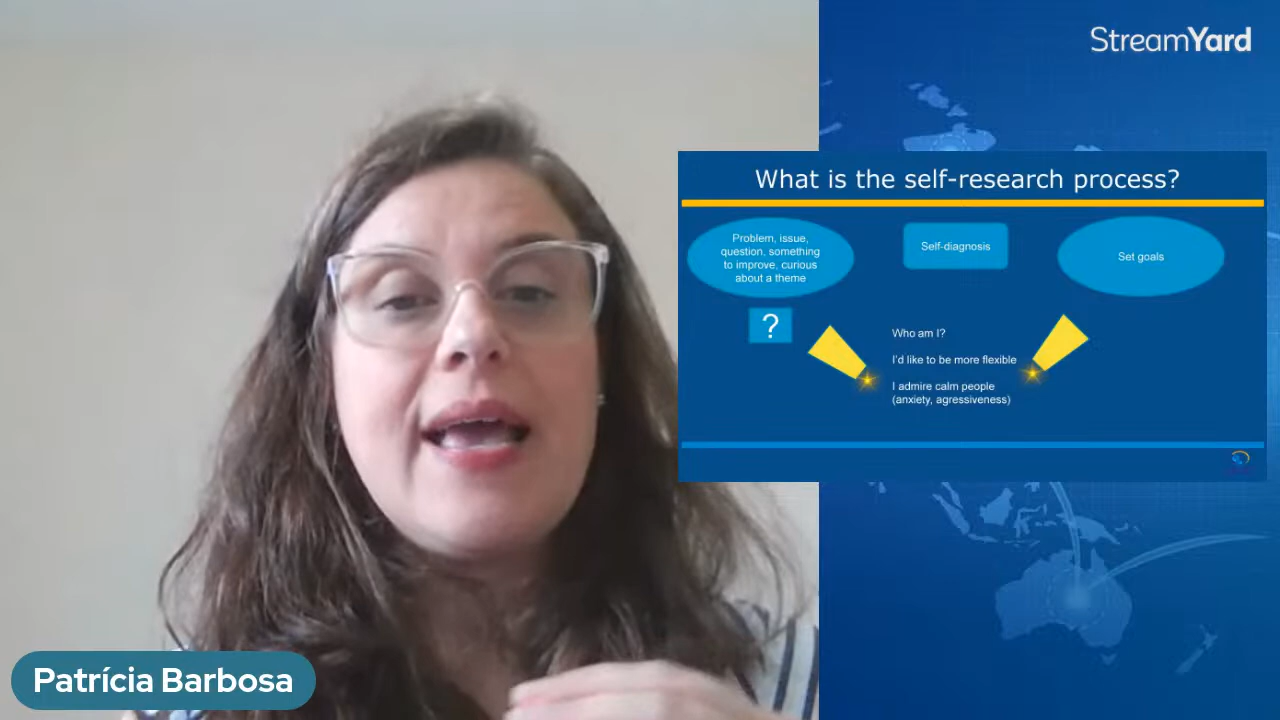 StreamYard
What is the self-research process?
Problem, issue,
question, something
to improve, curious
about a theme
Self-diagnosis
Set goals
?
Who am I?
I'd like to be more flexible
I admire calm people
(anxiety, agressiveness)
Patrícia Barbosa